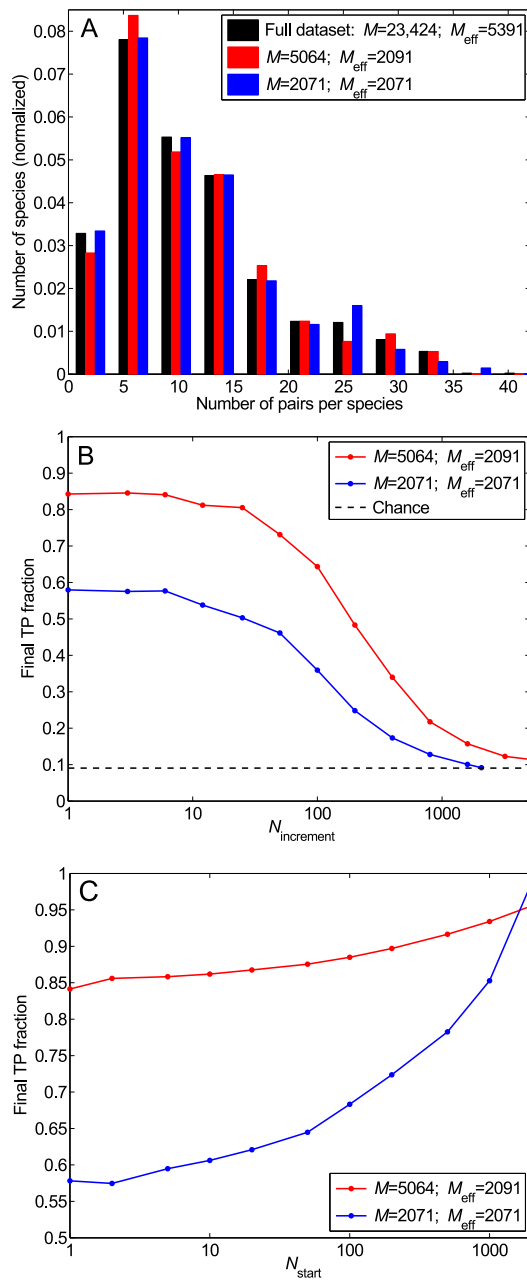 A
Full dataset: M=23,424; Meff=5391
M=5064; Meff=2091
M=2071; Meff=2071
Number of species (normalized)
0.08
0.07
0.06
0.05
0.04
0.03
0.02
0.01
0
0 5 10 15 20 25 30 35 40
Number of pairs per species
B
M=5064; Meff=2091
M=2071; Meff=2071
Chance
Final TP fraction
1
0.9
0.8
0.7
0.6
0.5
0.4
0.3
0.2
0.1
0
1 10 100 1000
Nincrement
C
Final TP fraction
1
0.95
0.9
0.85
0.8
0.75
0.7
0.65
0.6
0.55
0.5
M=5064; Meff=2091
M=2071; Meff=2071
1 10 100 1000
Nstart